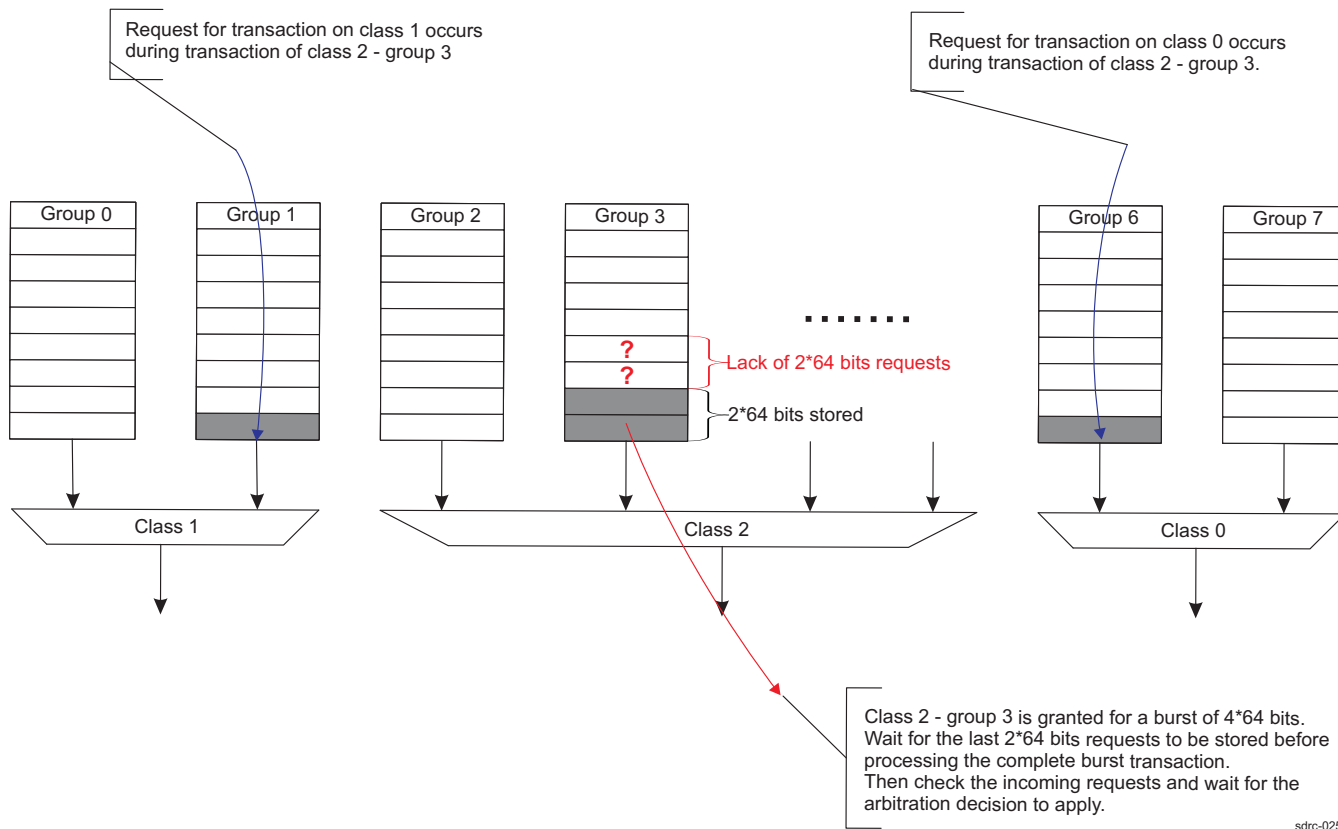 Request for transaction on class 1 occurs
during transaction of class 2 - group 3
Request for transaction on class 0 occurs
during transaction of class 2 - group 3.
Group 0
Group 1
Group 2
Group 3
Group 6
Group 7
?
?
Lack of 2*64 bits requests
2*64 bits stored
Class 1
Class 2
Class 0
Class 2 - group 3 is granted for a burst of 4*64 bits.
Wait for the last 2*64 bits requests to be stored before
processing the complete burst transaction.
Then check the incoming requests and wait for the
arbitration decision to apply.
sdrc-025